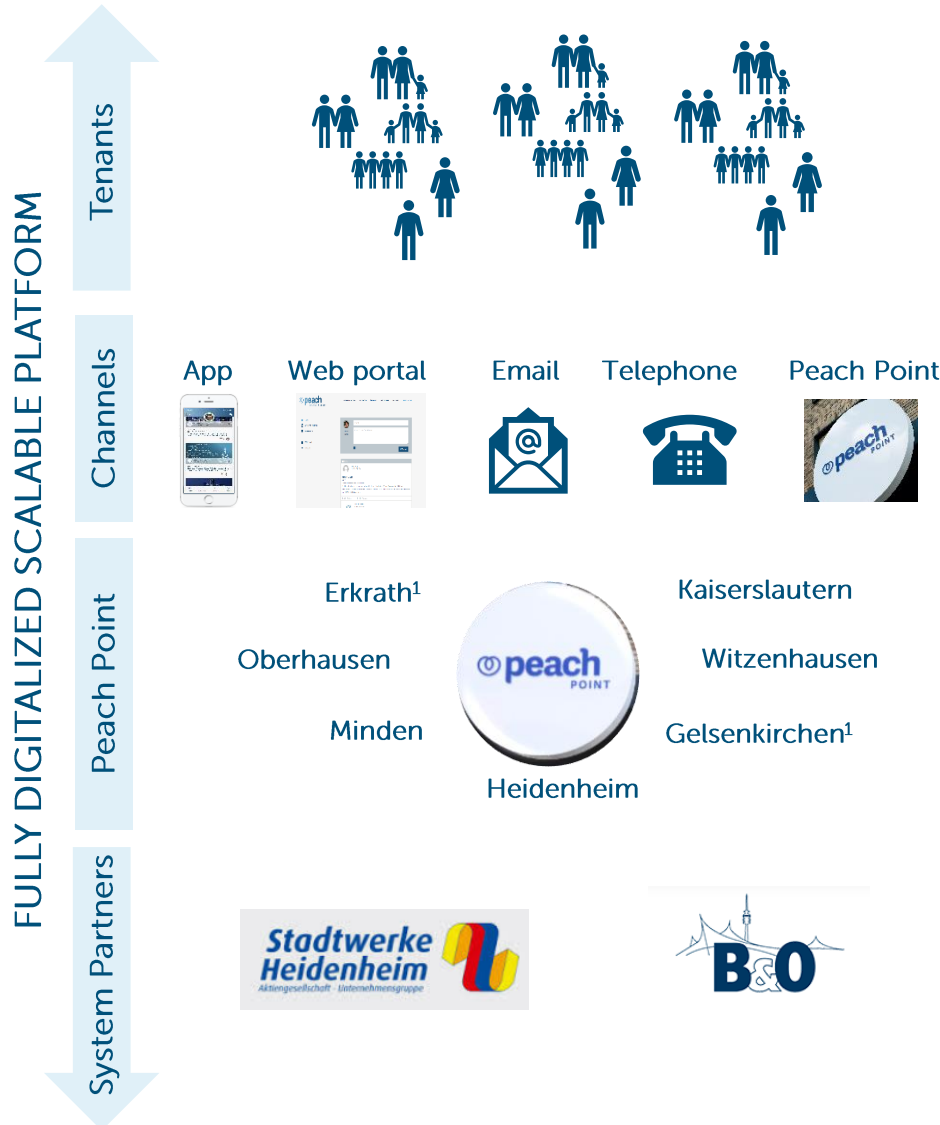 FULLY DIGITALIZED SCALABLE PLATFORM
Tenants
Channels
App
Web portal
Email
Telephone
Peach Point
peach
@
peach
POINT
Peach Point
Erkrath¹
Kaiserslautern
Oberhausen
Witzenhausen
peach
POINT
Minden
Gelsenkirchen¹
Heidenheim
System Partners
Stadtwerke
Heidenheim
Aktiengesellschaft · Unternehmensgruppe
B&O